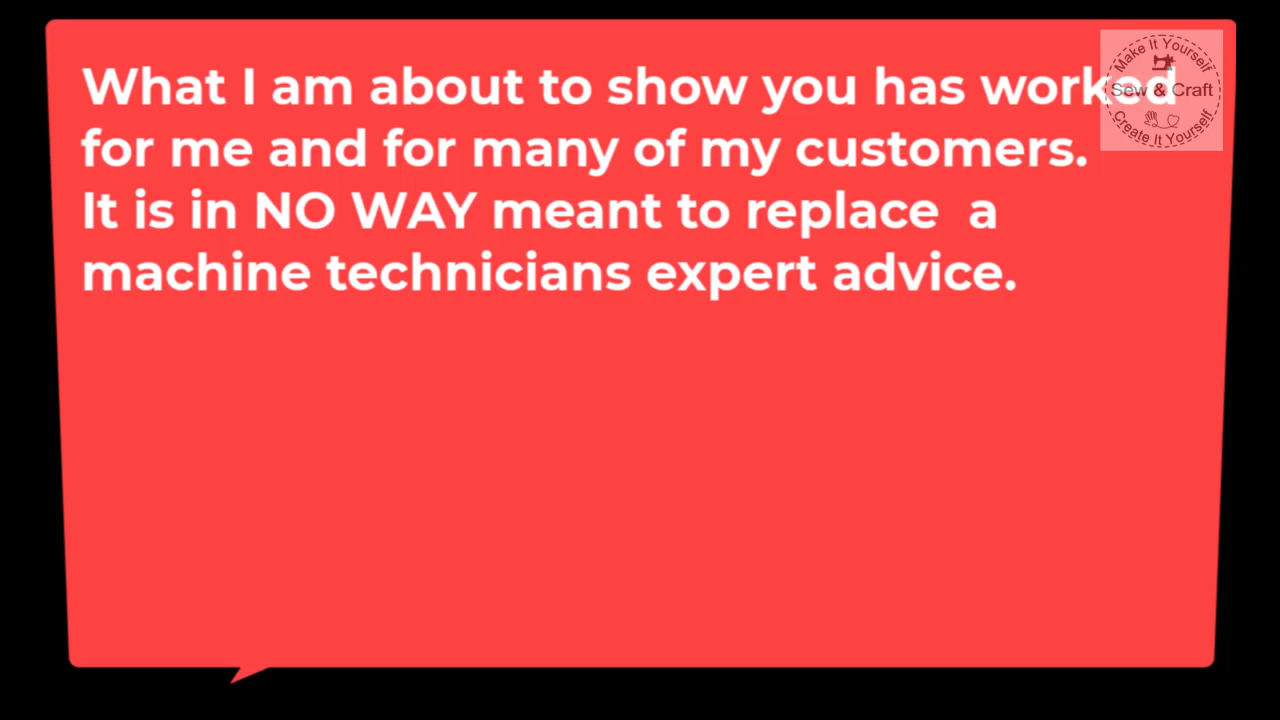 What I am about to show you has worked
for me and for many of my customers.
It is in NO WAY meant to replace  a
machine technicians expert advice.
Make It Yourself
Sew & Craft
Create It Yourself